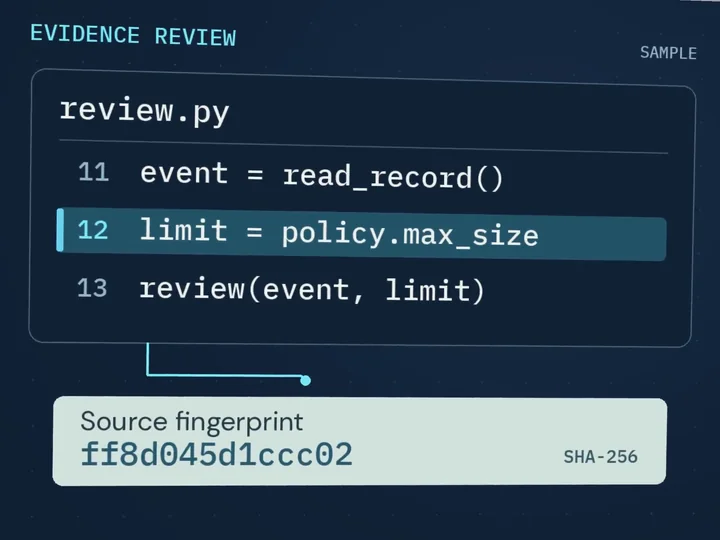 EVIDENCE REVIEW
SAMPLE
review.py
11 event = read_record()
12 limit = policy.max_size
13 review(event, limit)
Source fingerprint
ff8d045d1ccc02
SHA-256